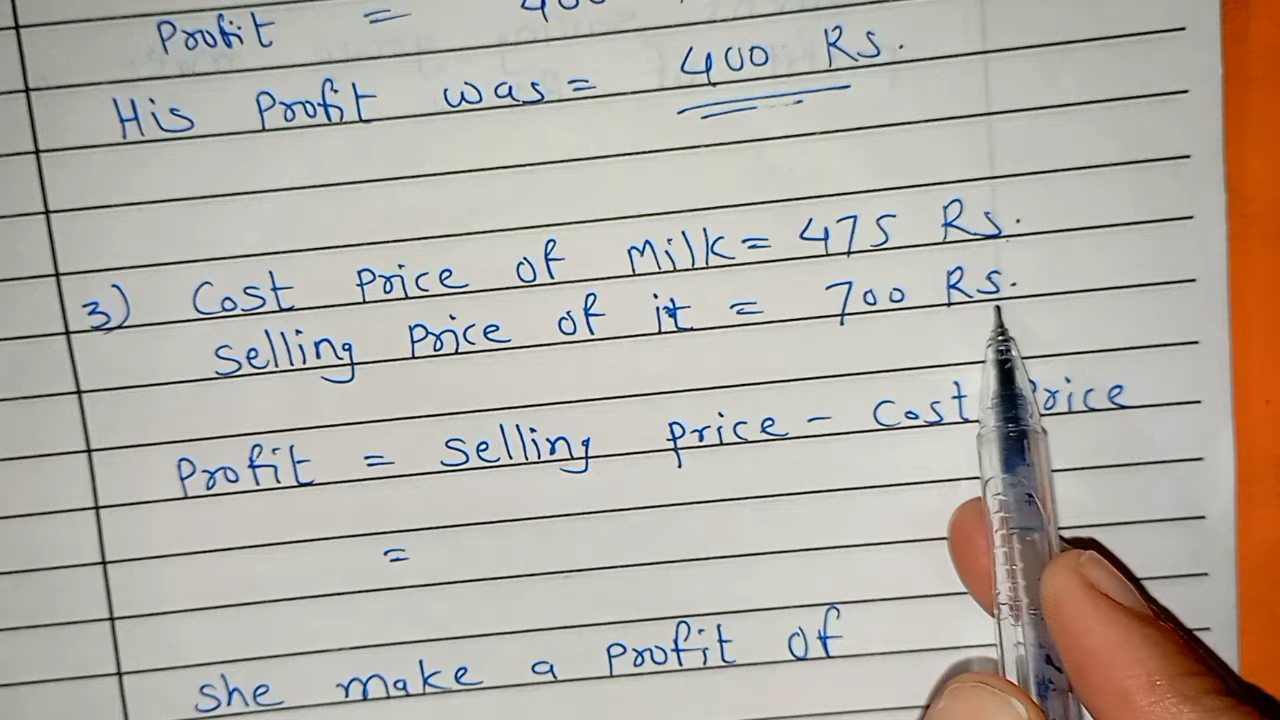 Profit = 400
His Profit was = 400 Rs.
3) Cost Price of Milk = 475 Rs.
Selling Price of it = 700 Rs.
Profit = Selling Price - Cost Price
=
She make a Profit of